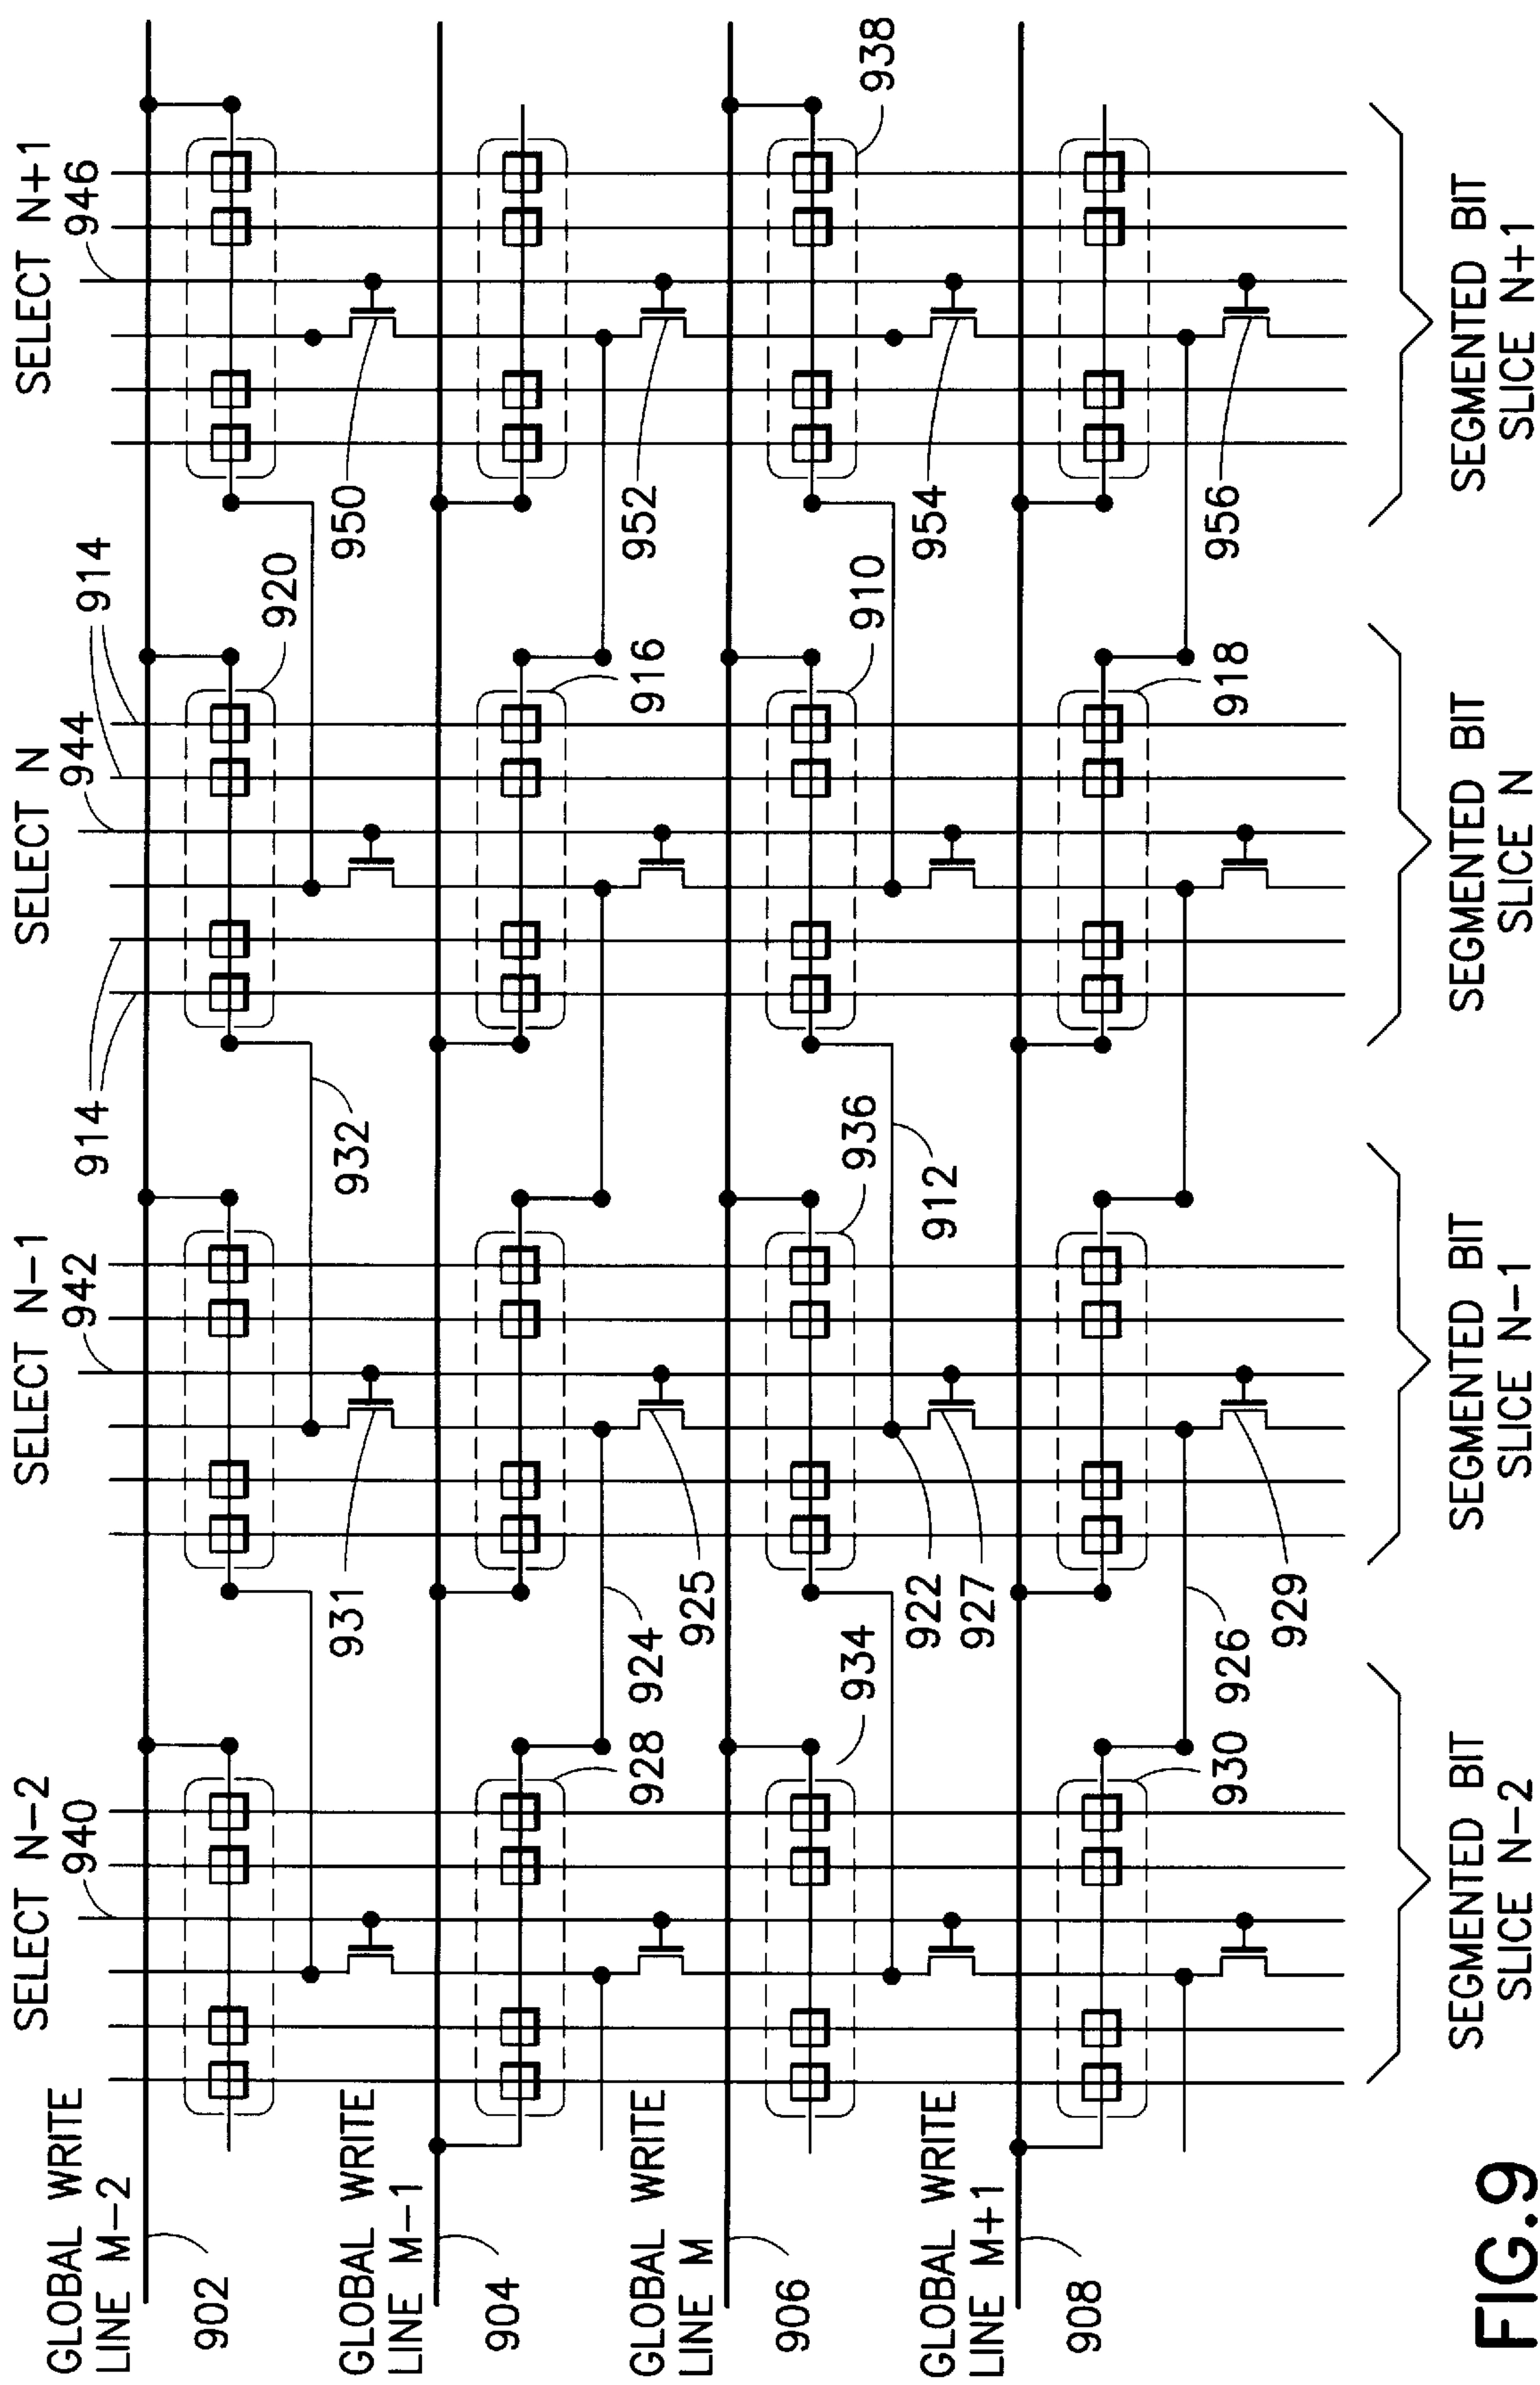 SELECT N-2
940
SELECT N-1
942
SELECT N
944
SELECT N+1
946
914
914
GLOBAL WRITE
LINE M-2
902
920
932
931
950
GLOBAL WRITE
LINE M-1
904
928
924
925
916
952
GLOBAL WRITE
LINE M
906
934
936
922
927
912
910
954
938
GLOBAL WRITE
LINE M+1
908
930
926
929
918
956
SEGMENTED BIT
SLICE N-2
SEGMENTED BIT
SLICE N-1
SEGMENTED BIT
SLICE N
SEGMENTED BIT
SLICE N+1
FIG.9